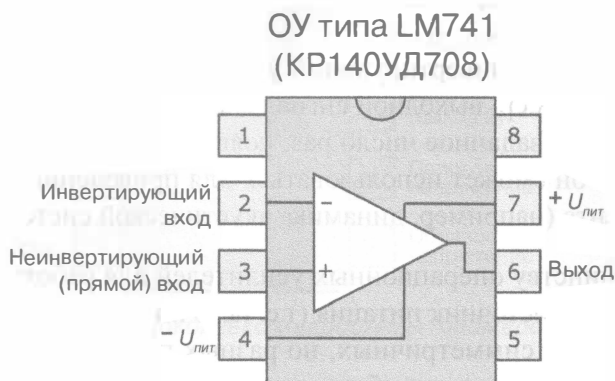 ОУ типа LM741
(КР140УД708)
1
8
Инвертирующий
вход
2
−
7
+ Uпит
Неинвертирующий
(прямой) вход
3
+
6
Выход
− Uпит
4
5